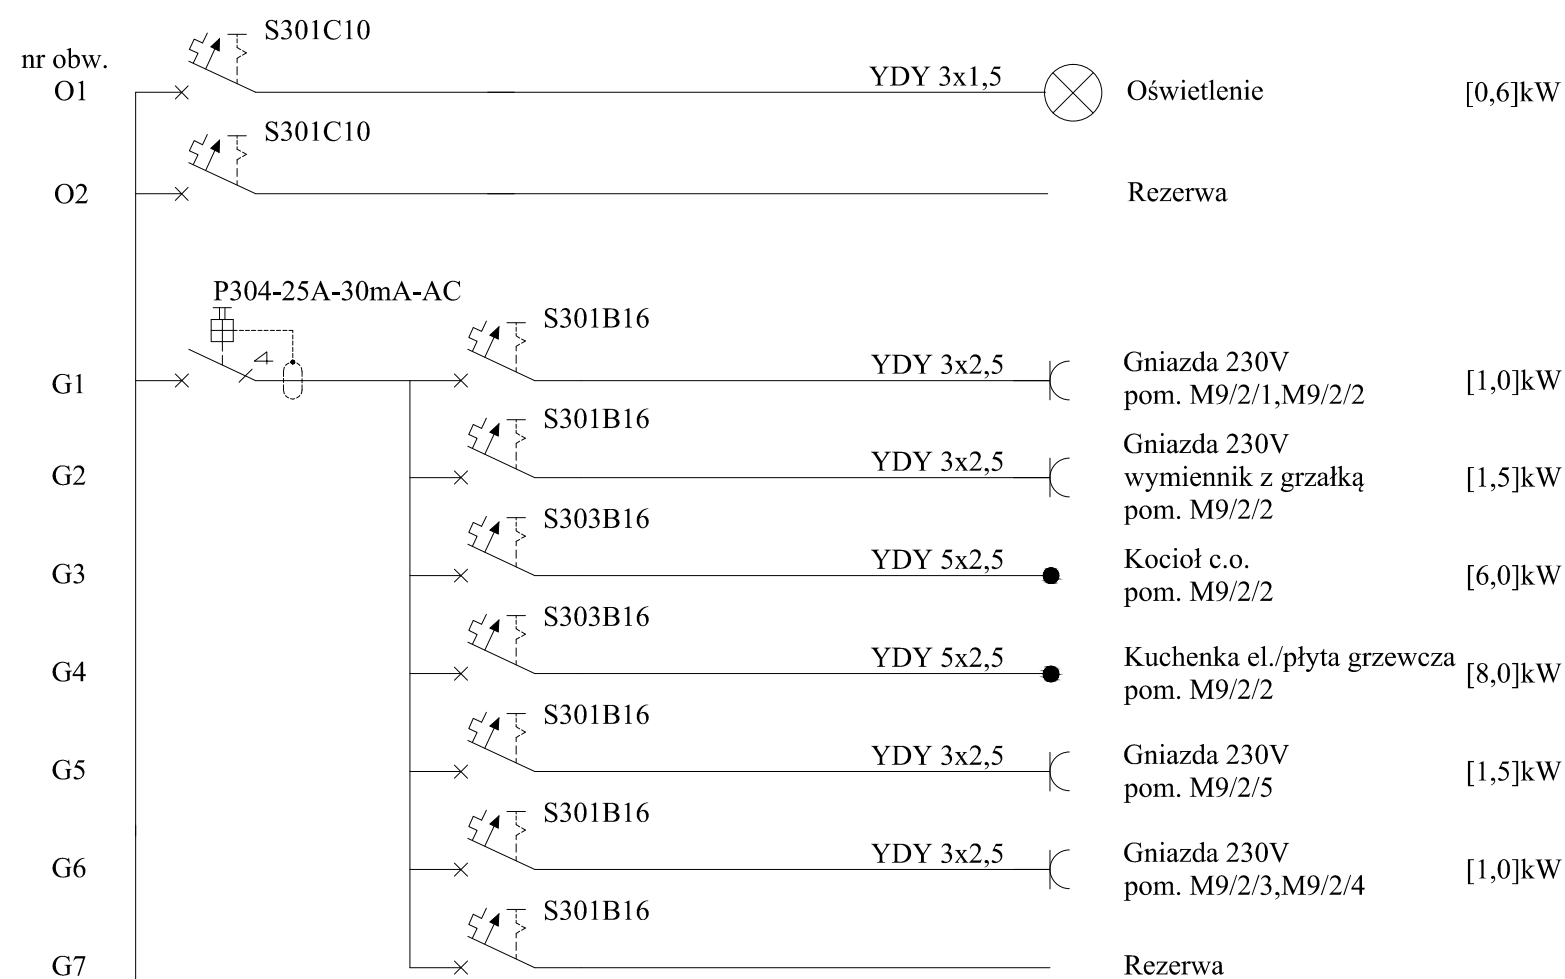 nr obw.
O1
S301C10
YDY 3x1,5
Oświetlenie
[0,6]kW
O2
S301C10
Rezerwa
P304-25A-30mA-AC
4
G1
S301B16
YDY 3x2,5
Gniazda 230V
pom. M9/2/1,M9/2/2
[1,0]kW
G2
S301B16
YDY 3x2,5
Gniazda 230V
wymiennik z grzałką
pom. M9/2/2
[1,5]kW
G3
S303B16
YDY 5x2,5
Kocioł c.o.
pom. M9/2/2
[6,0]kW
G4
S303B16
YDY 5x2,5
Kuchenka el./płyta grzewcza
pom. M9/2/2
[8,0]kW
G5
S301B16
YDY 3x2,5
Gniazda 230V
pom. M9/2/5
[1,5]kW
G6
S301B16
YDY 3x2,5
Gniazda 230V
pom. M9/2/3,M9/2/4
[1,0]kW
G7
S301B16
Rezerwa